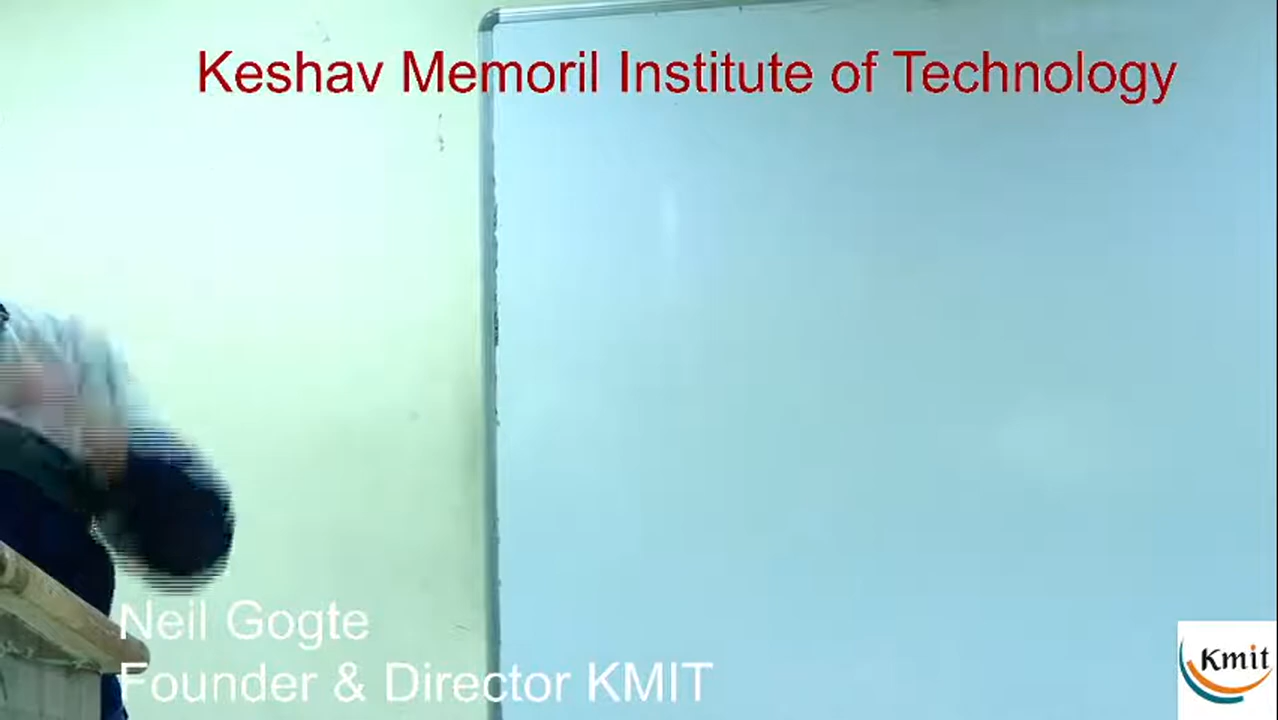 Keshav Memoril Institute of Technology
Neil Gogte
Founder & Director KMIT
Kmit